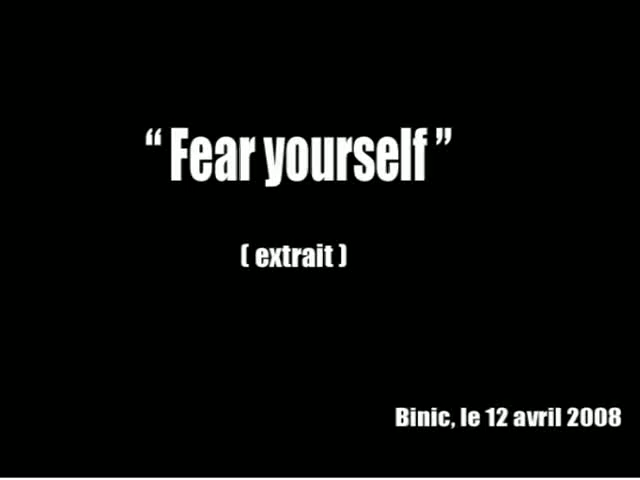 “ Fear yourself ”
( extrait )
Binic, le 12 avril 2008